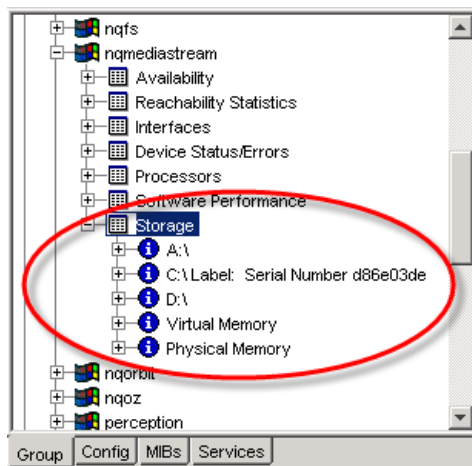 nqfs
nqmediastream
Availability
Reachability Statistics
Interfaces
Device Status/Errors
Processors
Software Performance
Storage
A:\
C:\ Label:  Serial Number d86e03de
D:\
Virtual Memory
Physical Memory
nqorbit
nqoz
perception
Group Config MIBs Services